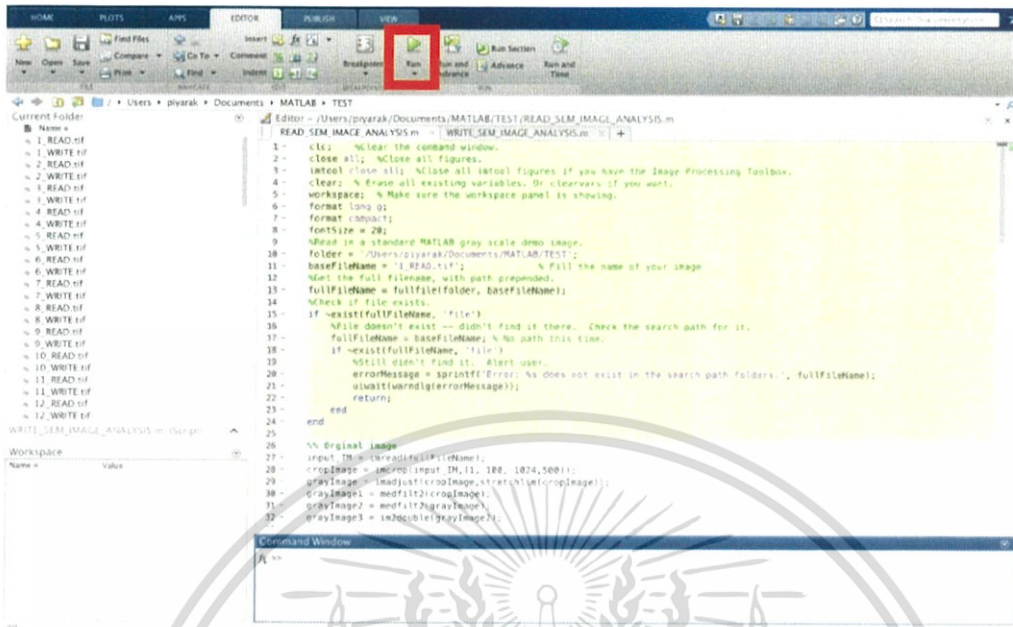 HOME PLOTS APPS EDITOR PUBLISH VIEW
Search Documentation
New Open Save Find Files Compare Print
Go To Find
Insert Comment Indent
Breakpoints Run Run and Advance Run Section Advance Run and Time
FILE NAVIGATE EDIT BREAKPOINTS RUN
/ Users piyarak Documents MATLAB TEST
Current Folder
Name
1_READ.tif
1_WRITE.tif
2_READ.tif
2_WRITE.tif
3_READ.tif
3_WRITE.tif
4_READ.tif
4_WRITE.tif
5_READ.tif
5_WRITE.tif
6_READ.tif
6_WRITE.tif
7_READ.tif
7_WRITE.tif
8_READ.tif
8_WRITE.tif
9_READ.tif
9_WRITE.tif
10_READ.tif
10_WRITE.tif
11_READ.tif
11_WRITE.tif
12_READ.tif
12_WRITE.tif
WRITE_SEM_IMAGE_ANALYSIS.m (Script)
Workspace
Name Value
Editor - /Users/piyarak/Documents/MATLAB/TEST/READ_SEM_IMAGE_ANALYSIS.m
READ_SEM_IMAGE_ANALYSIS.m × WRITE_SEM_IMAGE_ANALYSIS.m × +
1 - clc; %Clear the command window.
2 - close all; %Close all figures.
3 - imtool close all; %Close all imtool figures if you have the Image Processing Toolbox.
4 - clear; % Erase all existing variables. Or clearvars if you want.
5 - workspace; % Make sure the workspace panel is showing.
6 - format long g;
7 - format compact;
8 - fontSize = 20;
9 %Read in a standard MATLAB gray scale demo image.
10 - folder = '/Users/piyarak/Documents/MATLAB/TEST';
11 - baseFileName = '1_READ.tif'; % Fill the name of your image
12 %Get the full filename, with path prepended.
13 - fullFileName = fullfile(folder, baseFileName);
14 %Check if file exists.
15 - if ~exist(fullFileName, 'file')
16 %File doesn't exist -- didn't find it there. Check the search path for it.
17 - fullFileName = baseFileName; % No path this time.
18 - if ~exist(fullFileName, 'file')
19 %Still didn't find it. Alert user.
20 - errorMessage = sprintf('Error: %s does not exist in the search path folders.', fullFileName);
21 - uiwait(warndlg(errorMessage));
22 - return;
23 - end
24 - end
25
26 %% Orginal image
27 - input_IM = imread(fullFileName);
28 - cropImage = imcrop(input_IM,[1, 100, 1024,500]);
29 - grayImage = imadjust(cropImage,stretchlim(cropImage));
30 - grayImage1 = medfilt2(cropImage);
31 - grayImage2 = medfilt2(grayImage);
32 - grayImage3 = im2double(grayImage2);
Command Window
fx >>